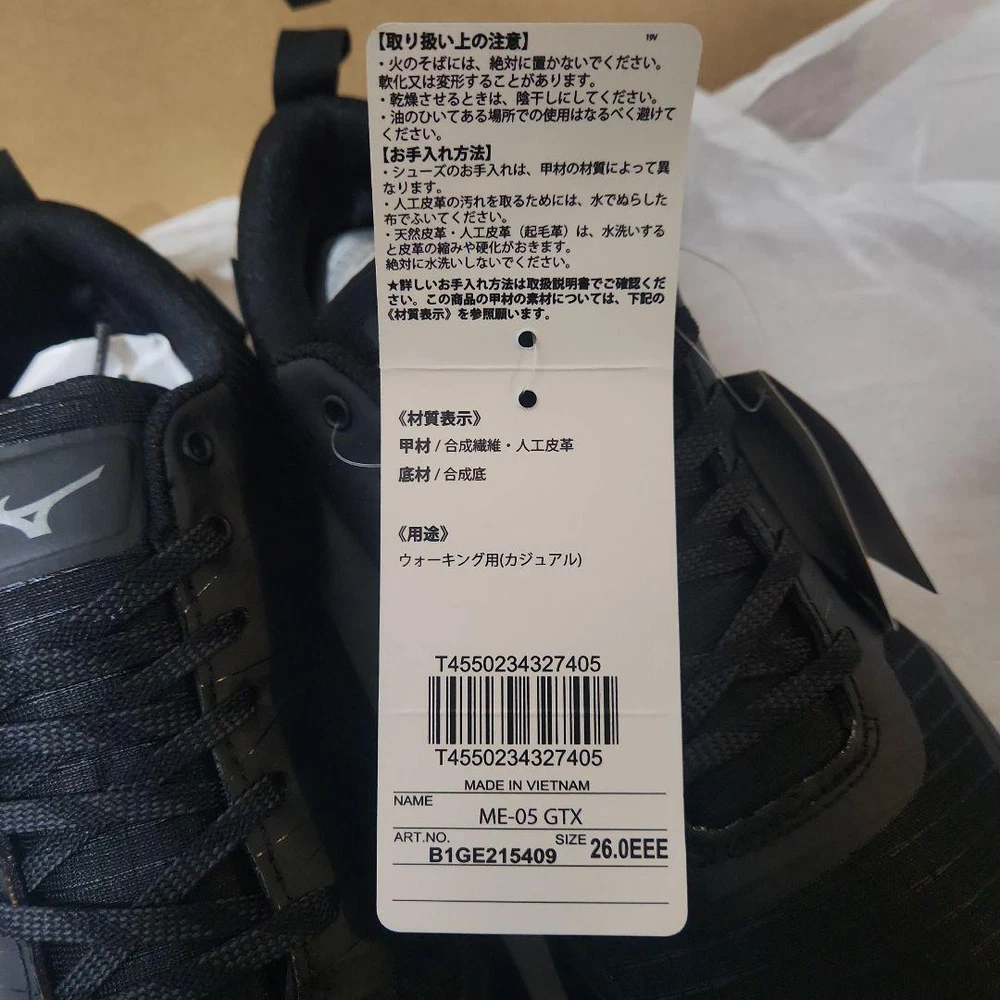 【取り扱い上の注意】
19V
・火のそばには、絶対に置かないでください。
軟化又は変形することがあります。
・乾燥させるときは、陰干しにしてください。
・油のひいてある場所での使用はなるべく避けて
ください。
【お手入れ方法】
・シューズのお手入れは、甲材の材質によって異
なります。
・人工皮革の汚れを取るためには、水でぬらした
布でふいてください。
・天然皮革・人工皮革（起毛革）は、水洗いする
と皮革の縮みや硬化がおきます。
絶対に水洗いしないでください。
★詳しいお手入れ方法は取扱説明書でご確認くだ
さい。この商品の甲材の素材については、下記の
《材質表示》を参照願います。
《材質表示》
甲材 / 合成繊維・人工皮革
底材 / 合成底
《用途》
ウォーキング用(カジュアル)
T4550234327405
T4550234327405
MADE IN VIETNAM
NAME
ME-05 GTX
ART.NO.
B1GE215409
SIZE
26.0EEE